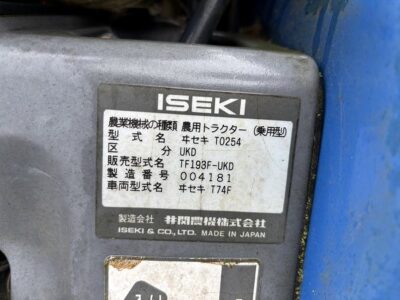 ISEKI
農業機械の種類 農用トラクター(乗用型)
型式名 ヰセキ T0254
区分 UKD
販売型式名 TF193F-UKD
製造番号 004181
車両型式名 ヰセキ T74F
製造会社 井関農機株式会社
ISEKI & CO., LTD. MADE IN JAPAN